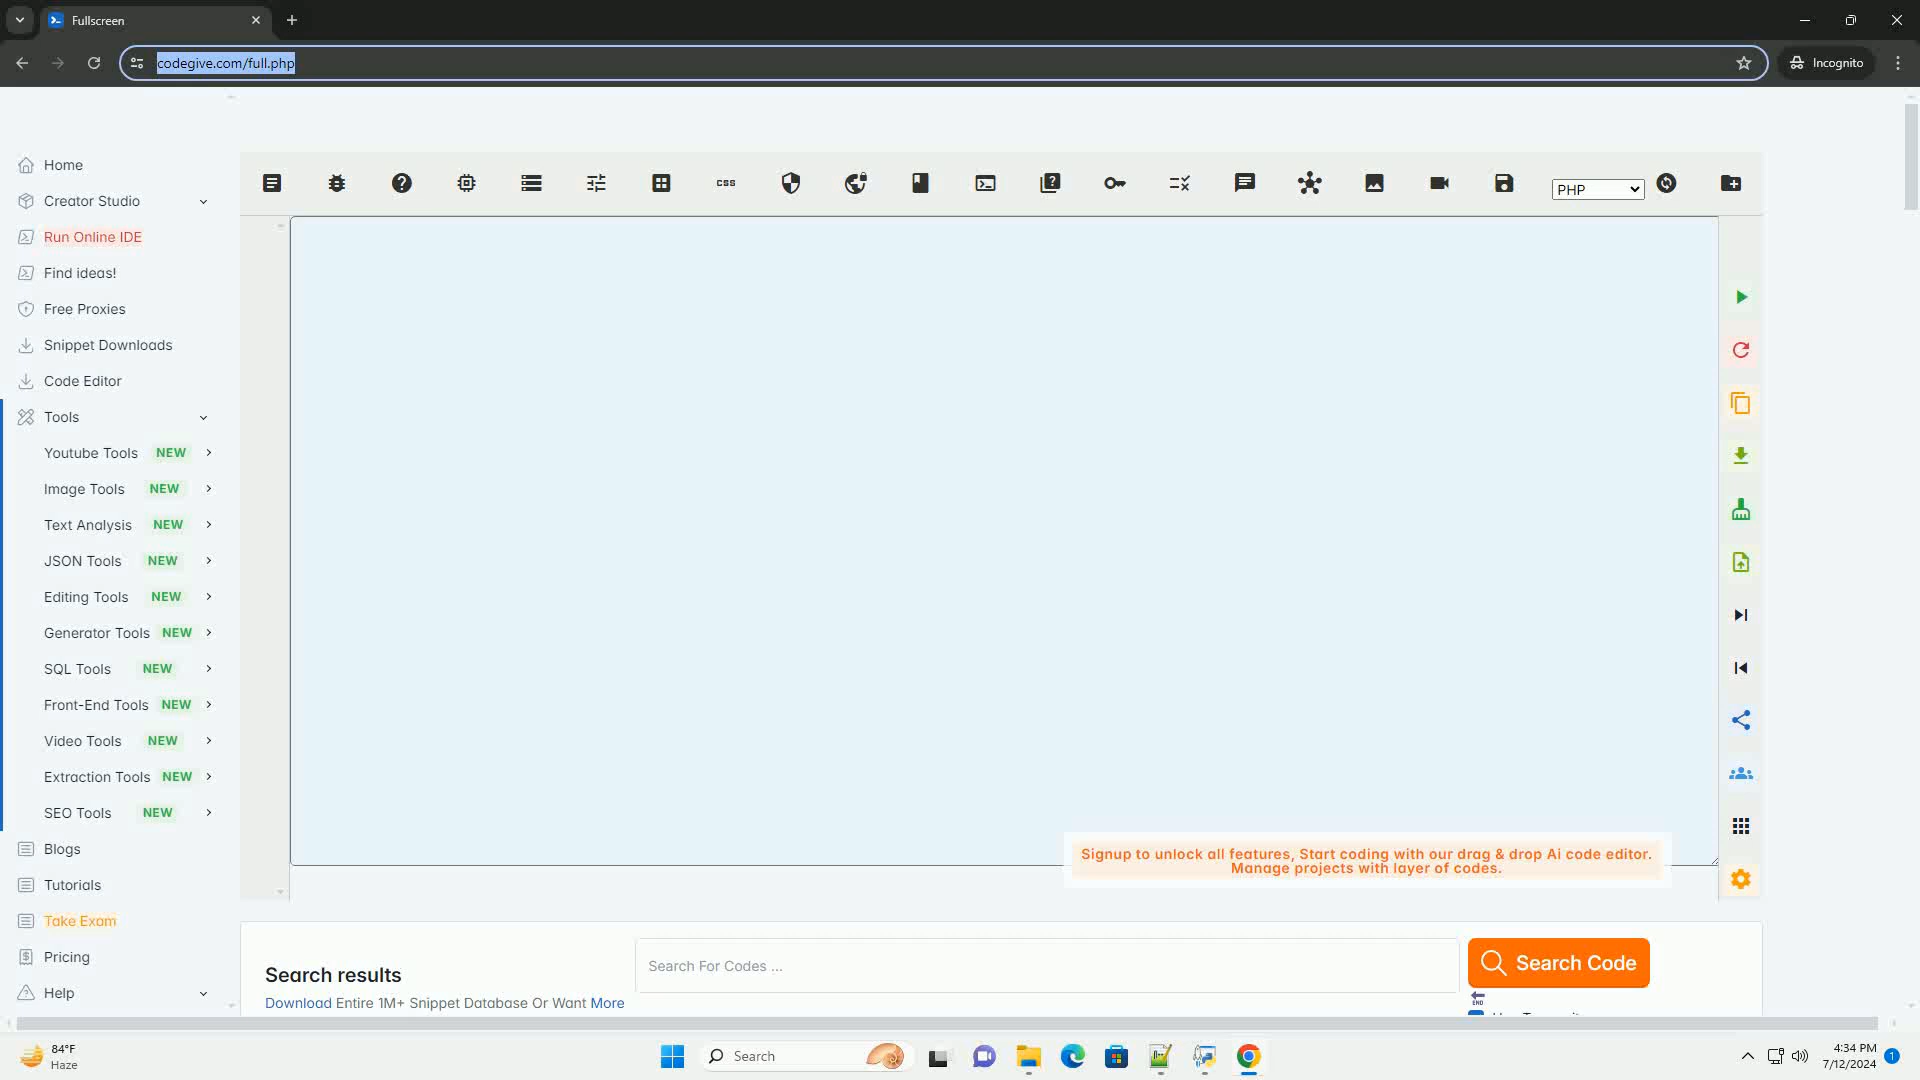 Fullscreen
codegive.com/full.php
Incognito
Home
Creator Studio
Run Online IDE
Find ideas!
Free Proxies
Snippet Downloads
Code Editor
Tools
Youtube Tools NEW
Image Tools NEW
Text Analysis NEW
JSON Tools NEW
Editing Tools NEW
Generator Tools NEW
SQL Tools NEW
Front-End Tools NEW
Video Tools NEW
Extraction Tools NEW
SEO Tools NEW
Blogs
Tutorials
Take Exam
Pricing
Help
CSS
PHP
Signup to unlock all features, Start coding with our drag & drop Ai code editor.
Manage projects with layer of codes.
Search results
Download Entire 1M+ Snippet Database Or Want More
Search For Codes ...
Search Code
END
84°F
Haze
Search
4:34 PM
7/12/2024
1